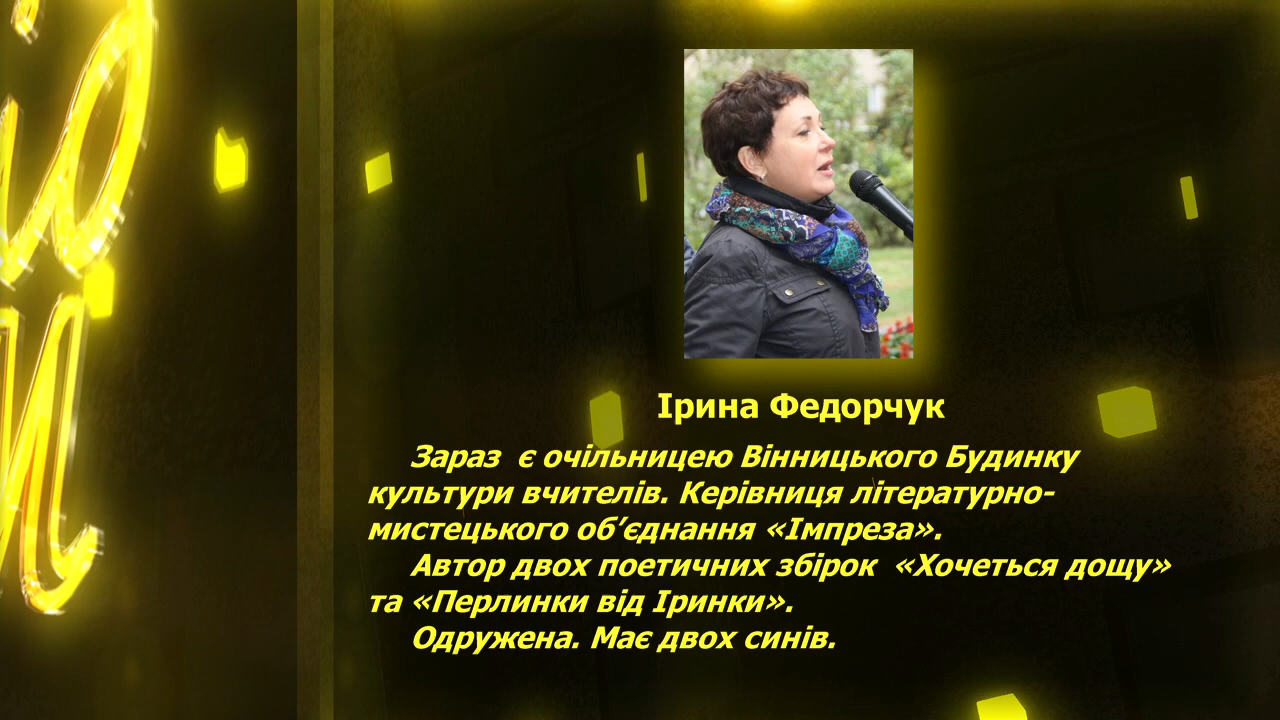 Ірина Федорчук
Зараз є очільницею Вінницького Будинку
культури вчителів. Керівниця літературно-
мистецького об’єднання «Імпреза».
Автор двох поетичних збірок «Хочеться дощу»
та «Перлинки від Іринки».
Одружена. Має двох синів.